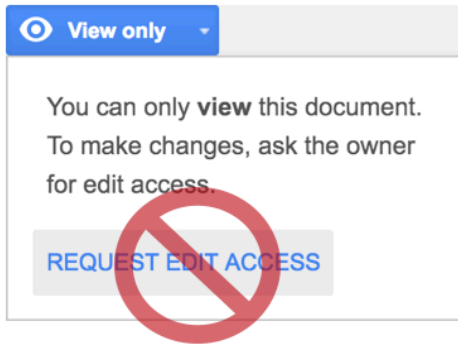 View only
You can only view this document.
To make changes, ask the owner
for edit access.
REQUEST EDIT ACCESS